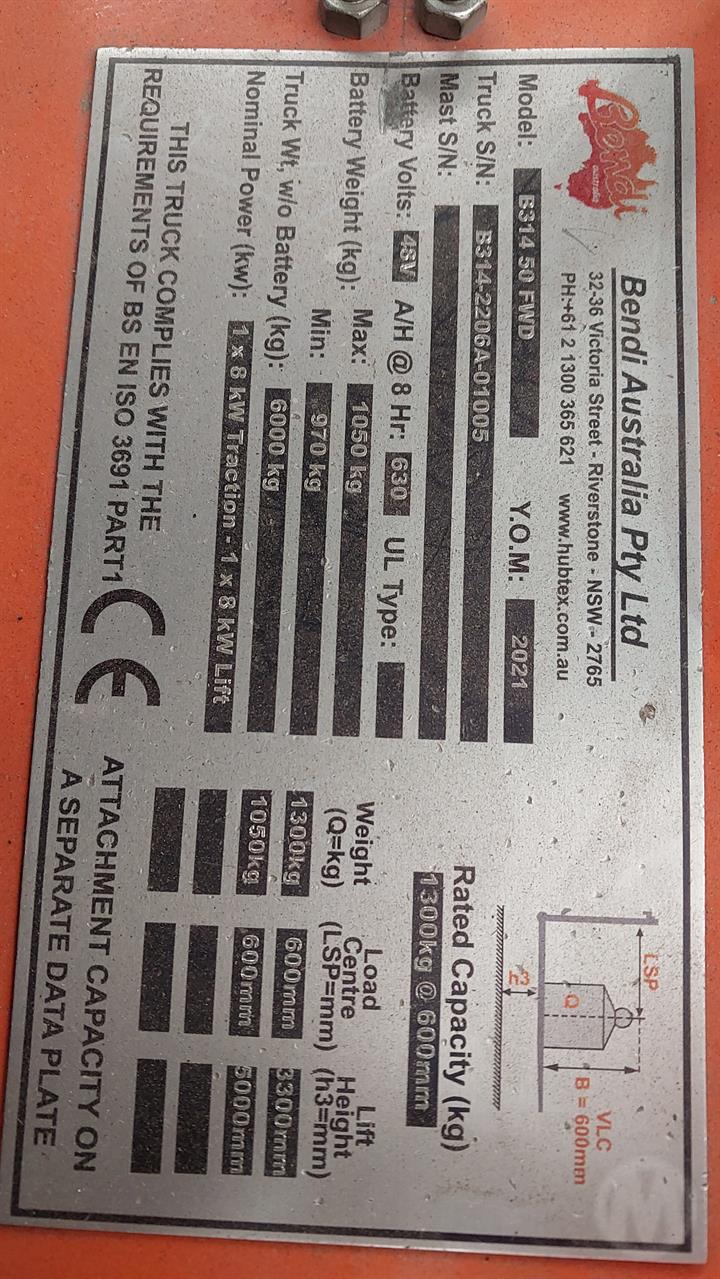 Bendi
australia
Bendi Australia Pty Ltd
32-36 Victoria Street - Riverstone - NSW - 2765
PH:+61 2 1300 365 621 www.hubtex.com.au
Model: B314 50 FWD Y.O.M: 2021
Truck S/N: B314-2206A-01005
Mast S/N:
Battery Volts: 48V A/H @ 8 Hr: 630 UL Type:
Battery Weight (kg): Max: 1050 kg
Min: 970 kg
Truck Wt, w/o Battery (kg): 6000 kg
Nominal Power (kw): 1 x 8 kW Traction - 1 x 8 kW Lift
THIS TRUCK COMPLIES WITH THE
REQUIREMENTS OF BS EN ISO 3691 PART1 CE
LSP
VLC
B = 600mm
Q
h3
Rated Capacity (kg)
1300kg @ 600mm
Weight (Q=kg) Load Centre (LSP=mm) Lift Height (h3=mm)
1300kg 600mm 3300mm
1050kg 600mm 5000mm
ATTACHMENT CAPACITY ON
A SEPARATE DATA PLATE